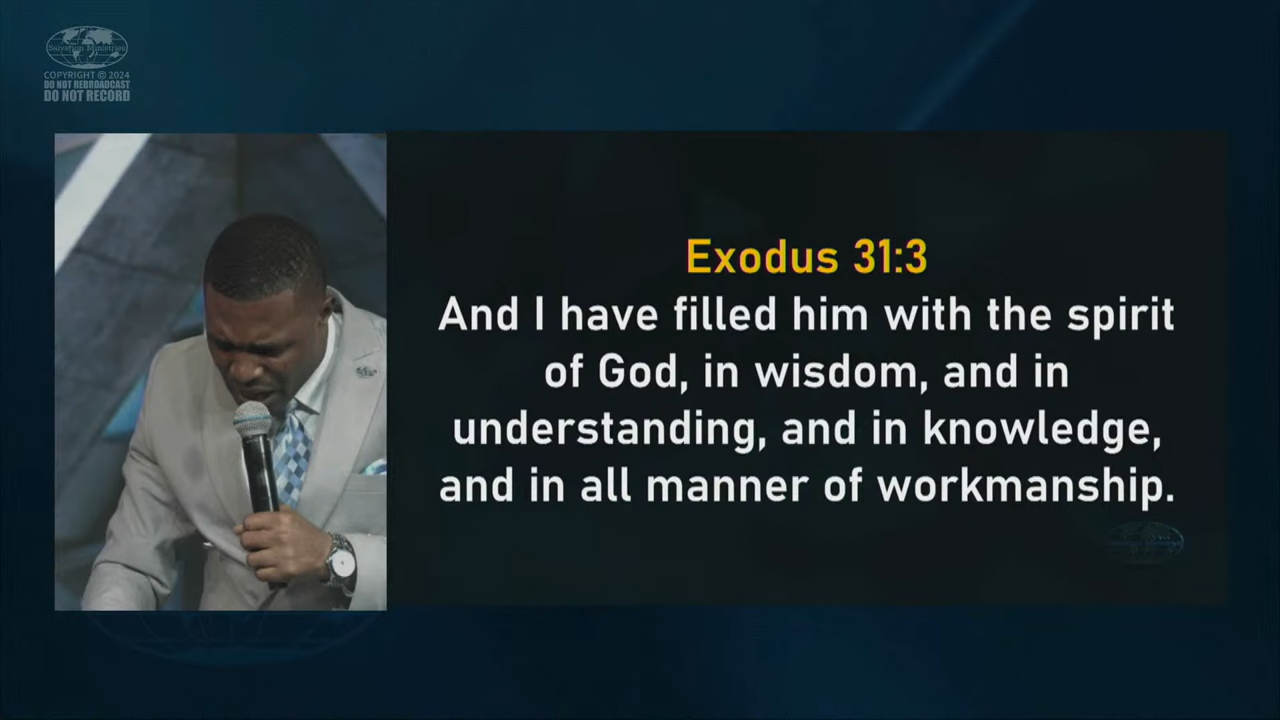 Salvation Ministries
COPYRIGHT © 2024
DO NOT REBROADCAST
DO NOT RECORD
Exodus 31:3
And I have filled him with the spirit
of God, in wisdom, and in
understanding, and in knowledge,
and in all manner of workmanship.